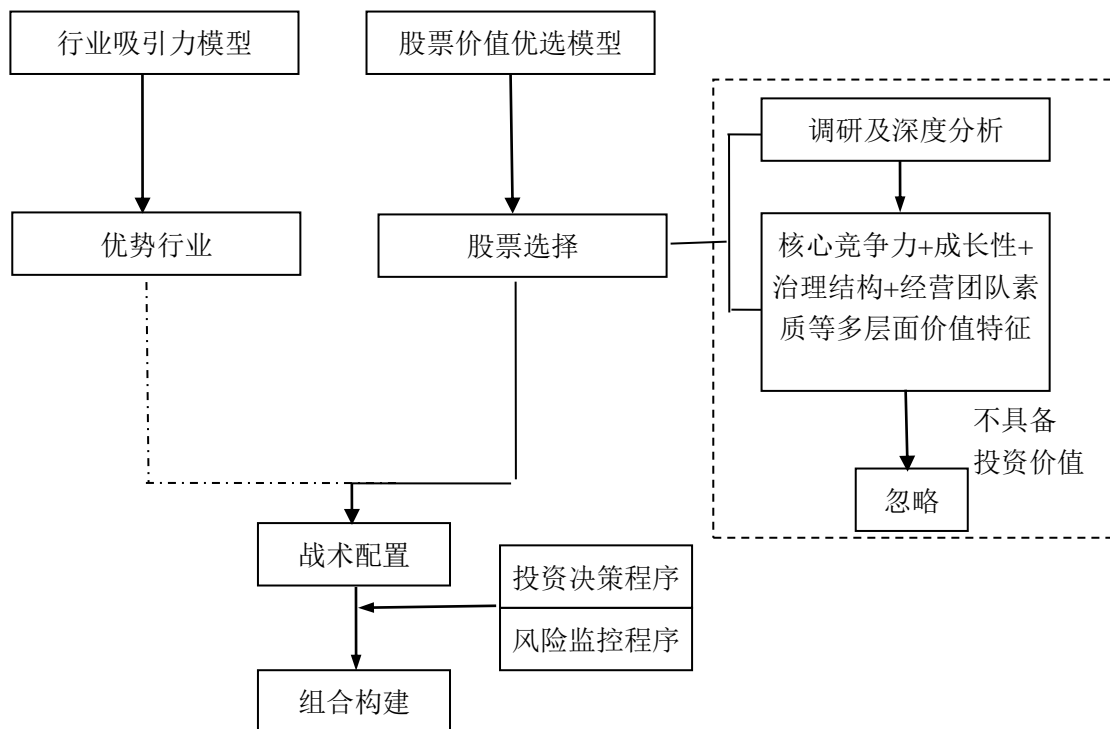 行业吸引力模型
股票价值优选模型
调研及深度分析
优势行业
股票选择
核心竞争力+成长性+
治理结构+经营团队素
质等多层面价值特征
不具备
投资价值
忽略
战术配置
投资决策程序
风险监控程序
组合构建